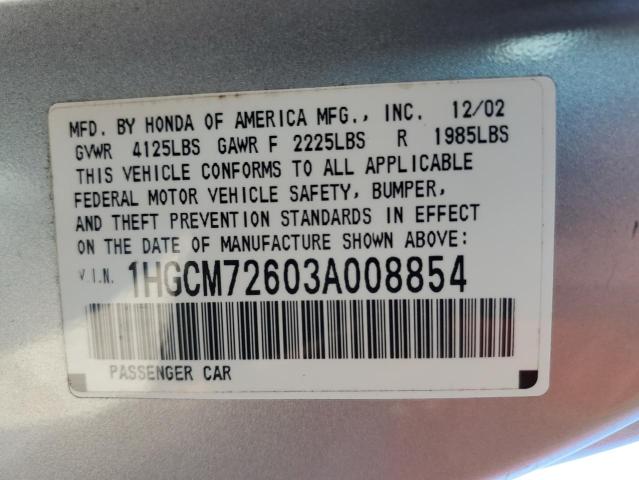 MFD. BY HONDA OF AMERICA MFG., INC. 12/02
GVWR 4125LBS GAWR F 2225LBS R 1985LBS
THIS VEHICLE CONFORMS TO ALL APPLICABLE
FEDERAL MOTOR VEHICLE SAFETY, BUMPER,
AND THEFT PREVENTION STANDARDS IN EFFECT
ON THE DATE OF MANUFACTURE SHOWN ABOVE:
V.I.N. 1HGCM72603A008854
PASSENGER CAR